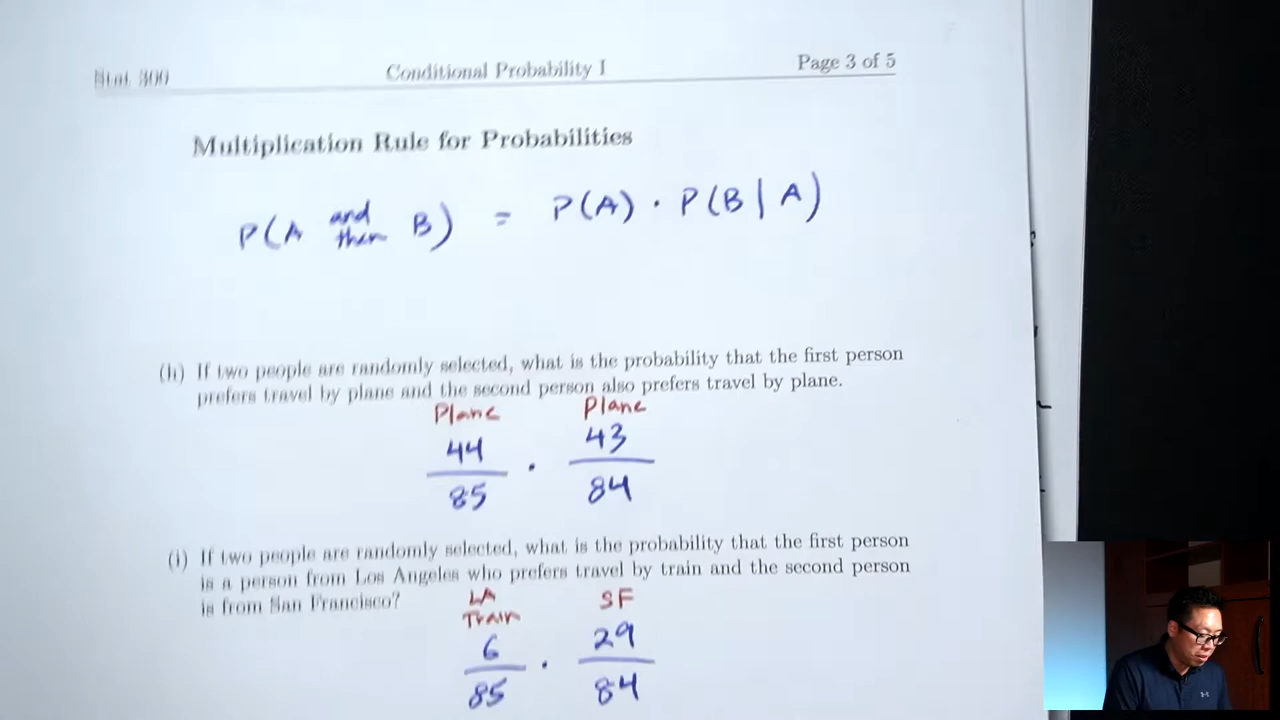 Stat 300 Conditional Probability I Page 3 of 5
Multiplication Rule for Probabilities
P(A and then B) = P(A) · P(B | A)
(h) If two people are randomly selected, what is the probability that the first person
prefers travel by plane and the second person also prefers travel by plane.
Plane Plane
44 43
85 · 84
(i) If two people are randomly selected, what is the probability that the first person
is a person from Los Angeles who prefers travel by train and the second person
is from San Francisco?
LA SF
Train
6 29
85 · 84